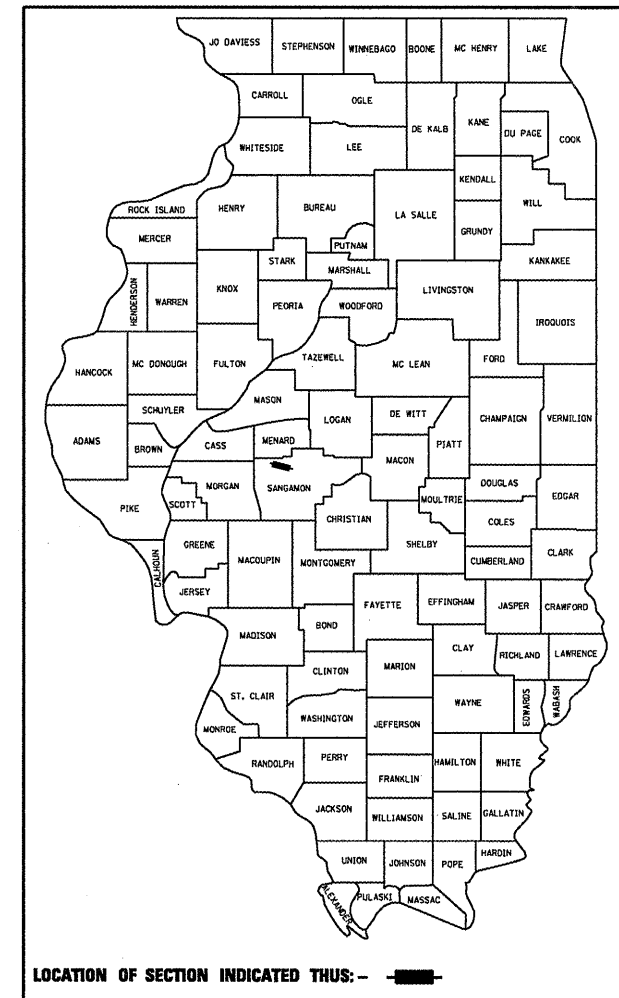 JO DAVIESS STEPHENSON WINNEBAGO BOONE MC HENRY LAKE
CARROLL OGLE DE KALB KANE DU PAGE COOK
WHITESIDE LEE
KENDALL WILL
ROCK ISLAND HENRY BUREAU LA SALLE
MERCER PUTNAM GRUNDY
STARK MARSHALL KANKAKEE
HENDERSON WARREN KNOX PEORIA WOODFORD LIVINGSTON
IROQUOIS
HANCOCK MC DONOUGH FULTON TAZEWELL MC LEAN FORD
SCHUYLER MASON LOGAN DE WITT CHAMPAIGN VERMILION
ADAMS BROWN CASS MENARD MACON PIATT
PIKE SCOTT MORGAN SANGAMON MOULTRIE DOUGLAS EDGAR
CHRISTIAN COLES
CALHOUN GREENE MACOUPIN MONTGOMERY SHELBY CUMBERLAND CLARK
JERSEY FAYETTE EFFINGHAM JASPER CRAWFORD
MADISON BOND
CLINTON MARION CLAY RICHLAND LAWRENCE
ST. CLAIR WAYNE EDWARDS WABASH
MONROE WASHINGTON JEFFERSON
RANDOLPH PERRY HAMILTON WHITE
FRANKLIN
JACKSON WILLIAMSON SALINE GALLATIN
UNION JOHNSON POPE HARDIN
ALEXANDER PULASKI MASSAC
LOCATION OF SECTION INDICATED THUS: –